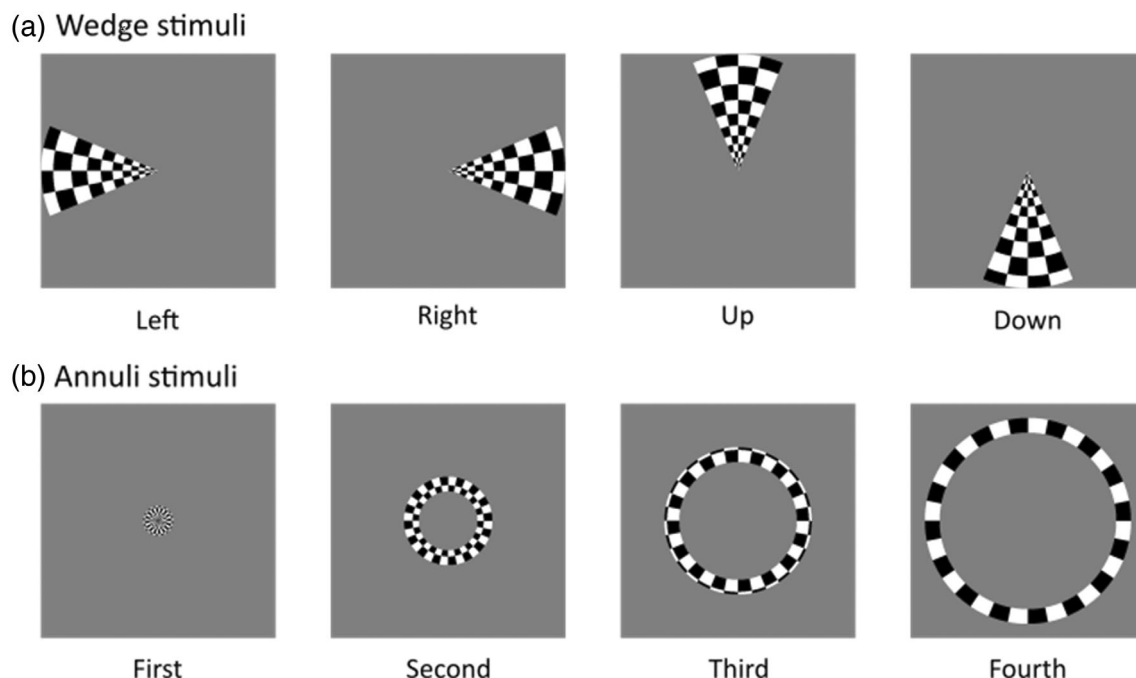 (a) Wedge stimuli
Left Right Up Down
(b) Annuli stimuli
First Second Third Fourth